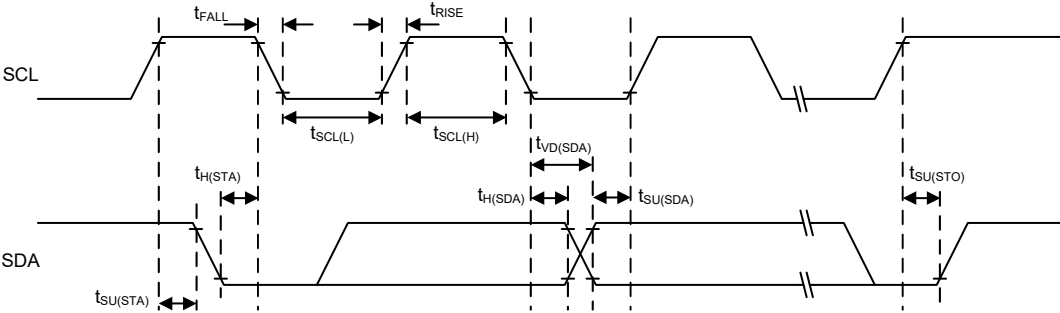 tFALL
tRISE
SCL
tSCL(L)
tSCL(H)
tVD(SDA)
tH(STA)
tH(SDA)
tSU(SDA)
tSU(STO)
SDA
tSU(STA)